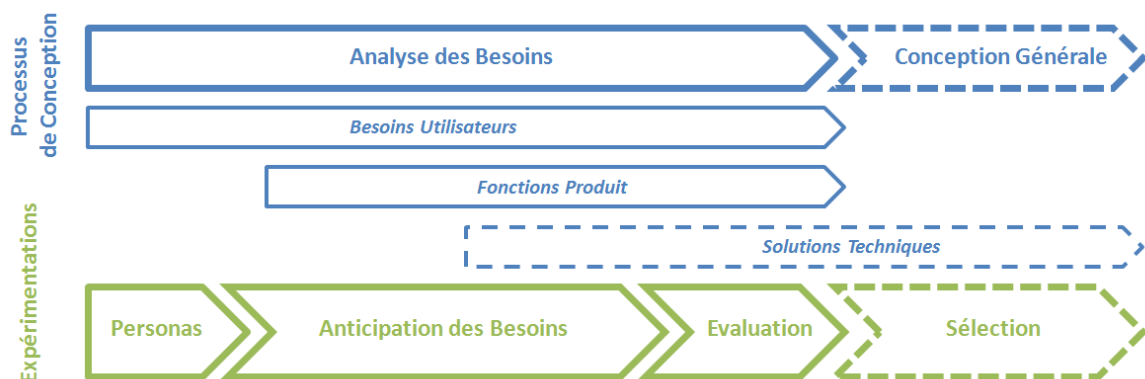 Processus
de Conception
Analyse des Besoins
Conception Générale
Besoins Utilisateurs
Fonctions Produit
Solutions Techniques
Expérimentations
Personas
Anticipation des Besoins
Evaluation
Sélection